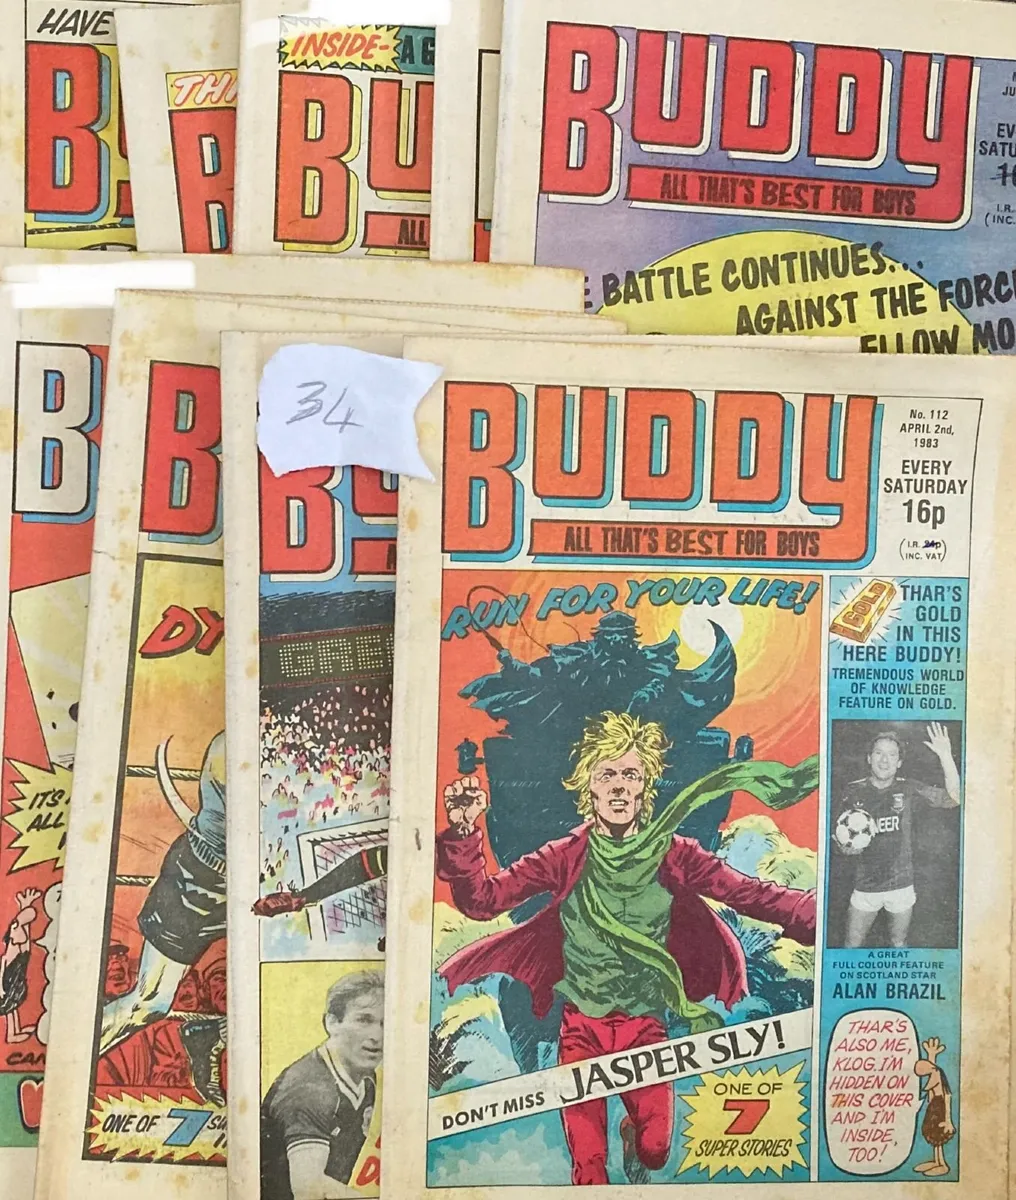 HAVE
INSIDE-
A G
BU
ALL
BUDDY
ALL THAT'S BEST FOR BOYS
BATTLE CONTINUES...
AGAINST THE
34
BUDDY
ALL THAT'S BEST FOR BOYS
No. 112
APRIL 2nd,
1983
EVERY
SATURDAY
16p
(I.R. 24p
INC. VAT)
RUN FOR YOUR LIFE!
GOLD
THAR'S
GOLD
IN THIS
HERE BUDDY!
TREMENDOUS WORLD
OF KNOWLEDGE
FEATURE ON GOLD.
A GREAT
FULL COLOUR FEATURE
ON SCOTLAND STAR
ALAN BRAZIL
THAR'S
ALSO ME,
KLOG. I'M
HIDDEN ON
THIS COVER
AND I'M
INSIDE,
TOO!
DON'T MISS JASPER SLY!
ONE OF
7
SUPER STORIES
IT'S
ALL
DY
ONE OF 7